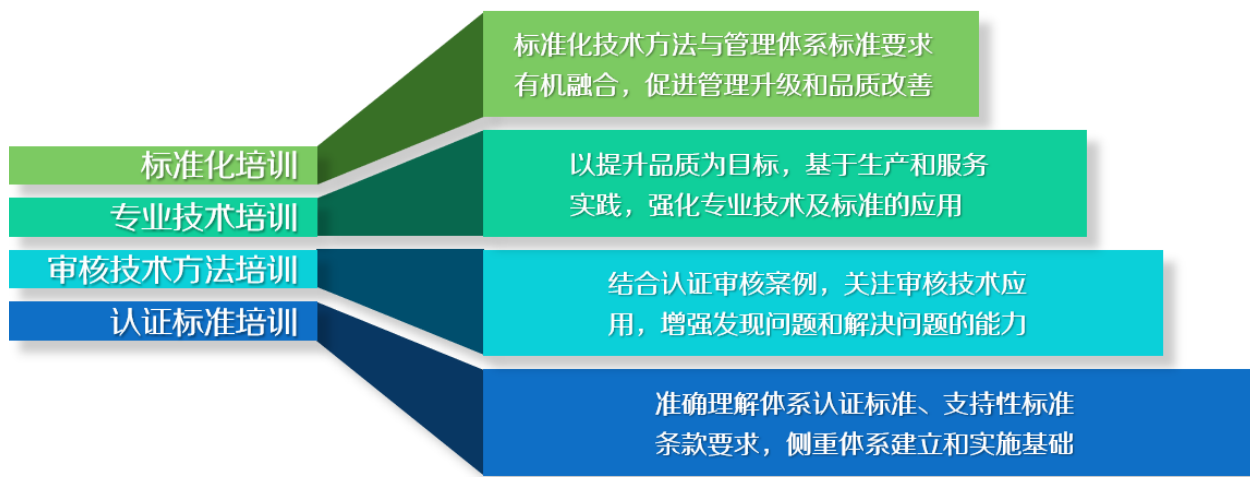 标准化培训
标准化技术方法与管理体系标准要求
有机融合，促进管理升级和品质改善
专业技术培训
以提升品质为目标，基于生产和服务
实践，强化专业技术及标准的应用
审核技术方法培训
结合认证审核案例，关注审核技术应
用，增强发现问题和解决问题的能力
认证标准培训
准确理解体系认证标准、支持性标准
条款要求，侧重体系建立和实施基础